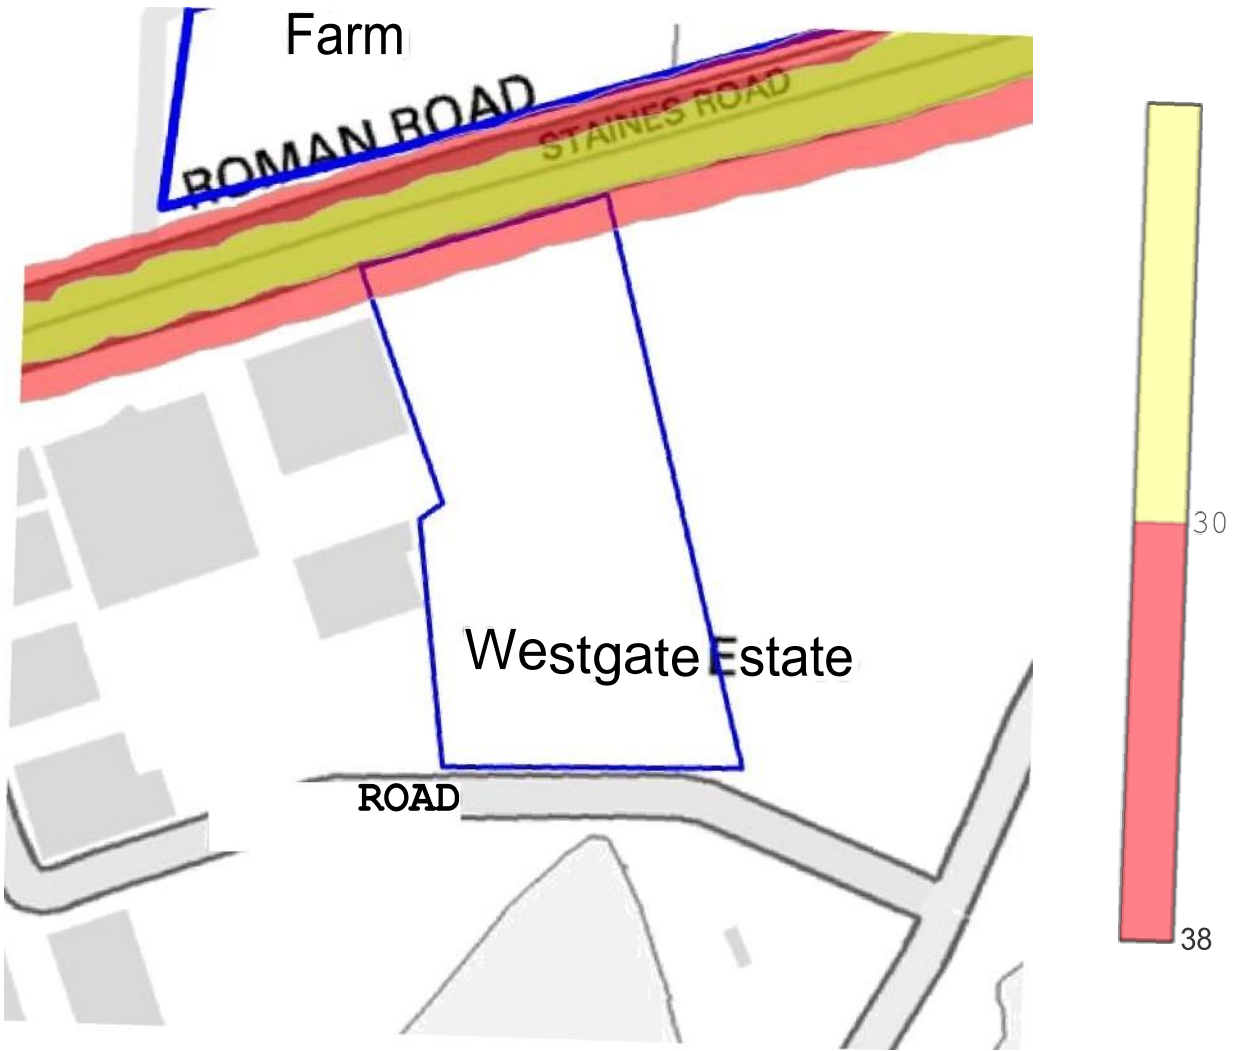 Farm
ROMAN ROAD
STAINES ROAD
30
Westgate Estate
ROAD
38